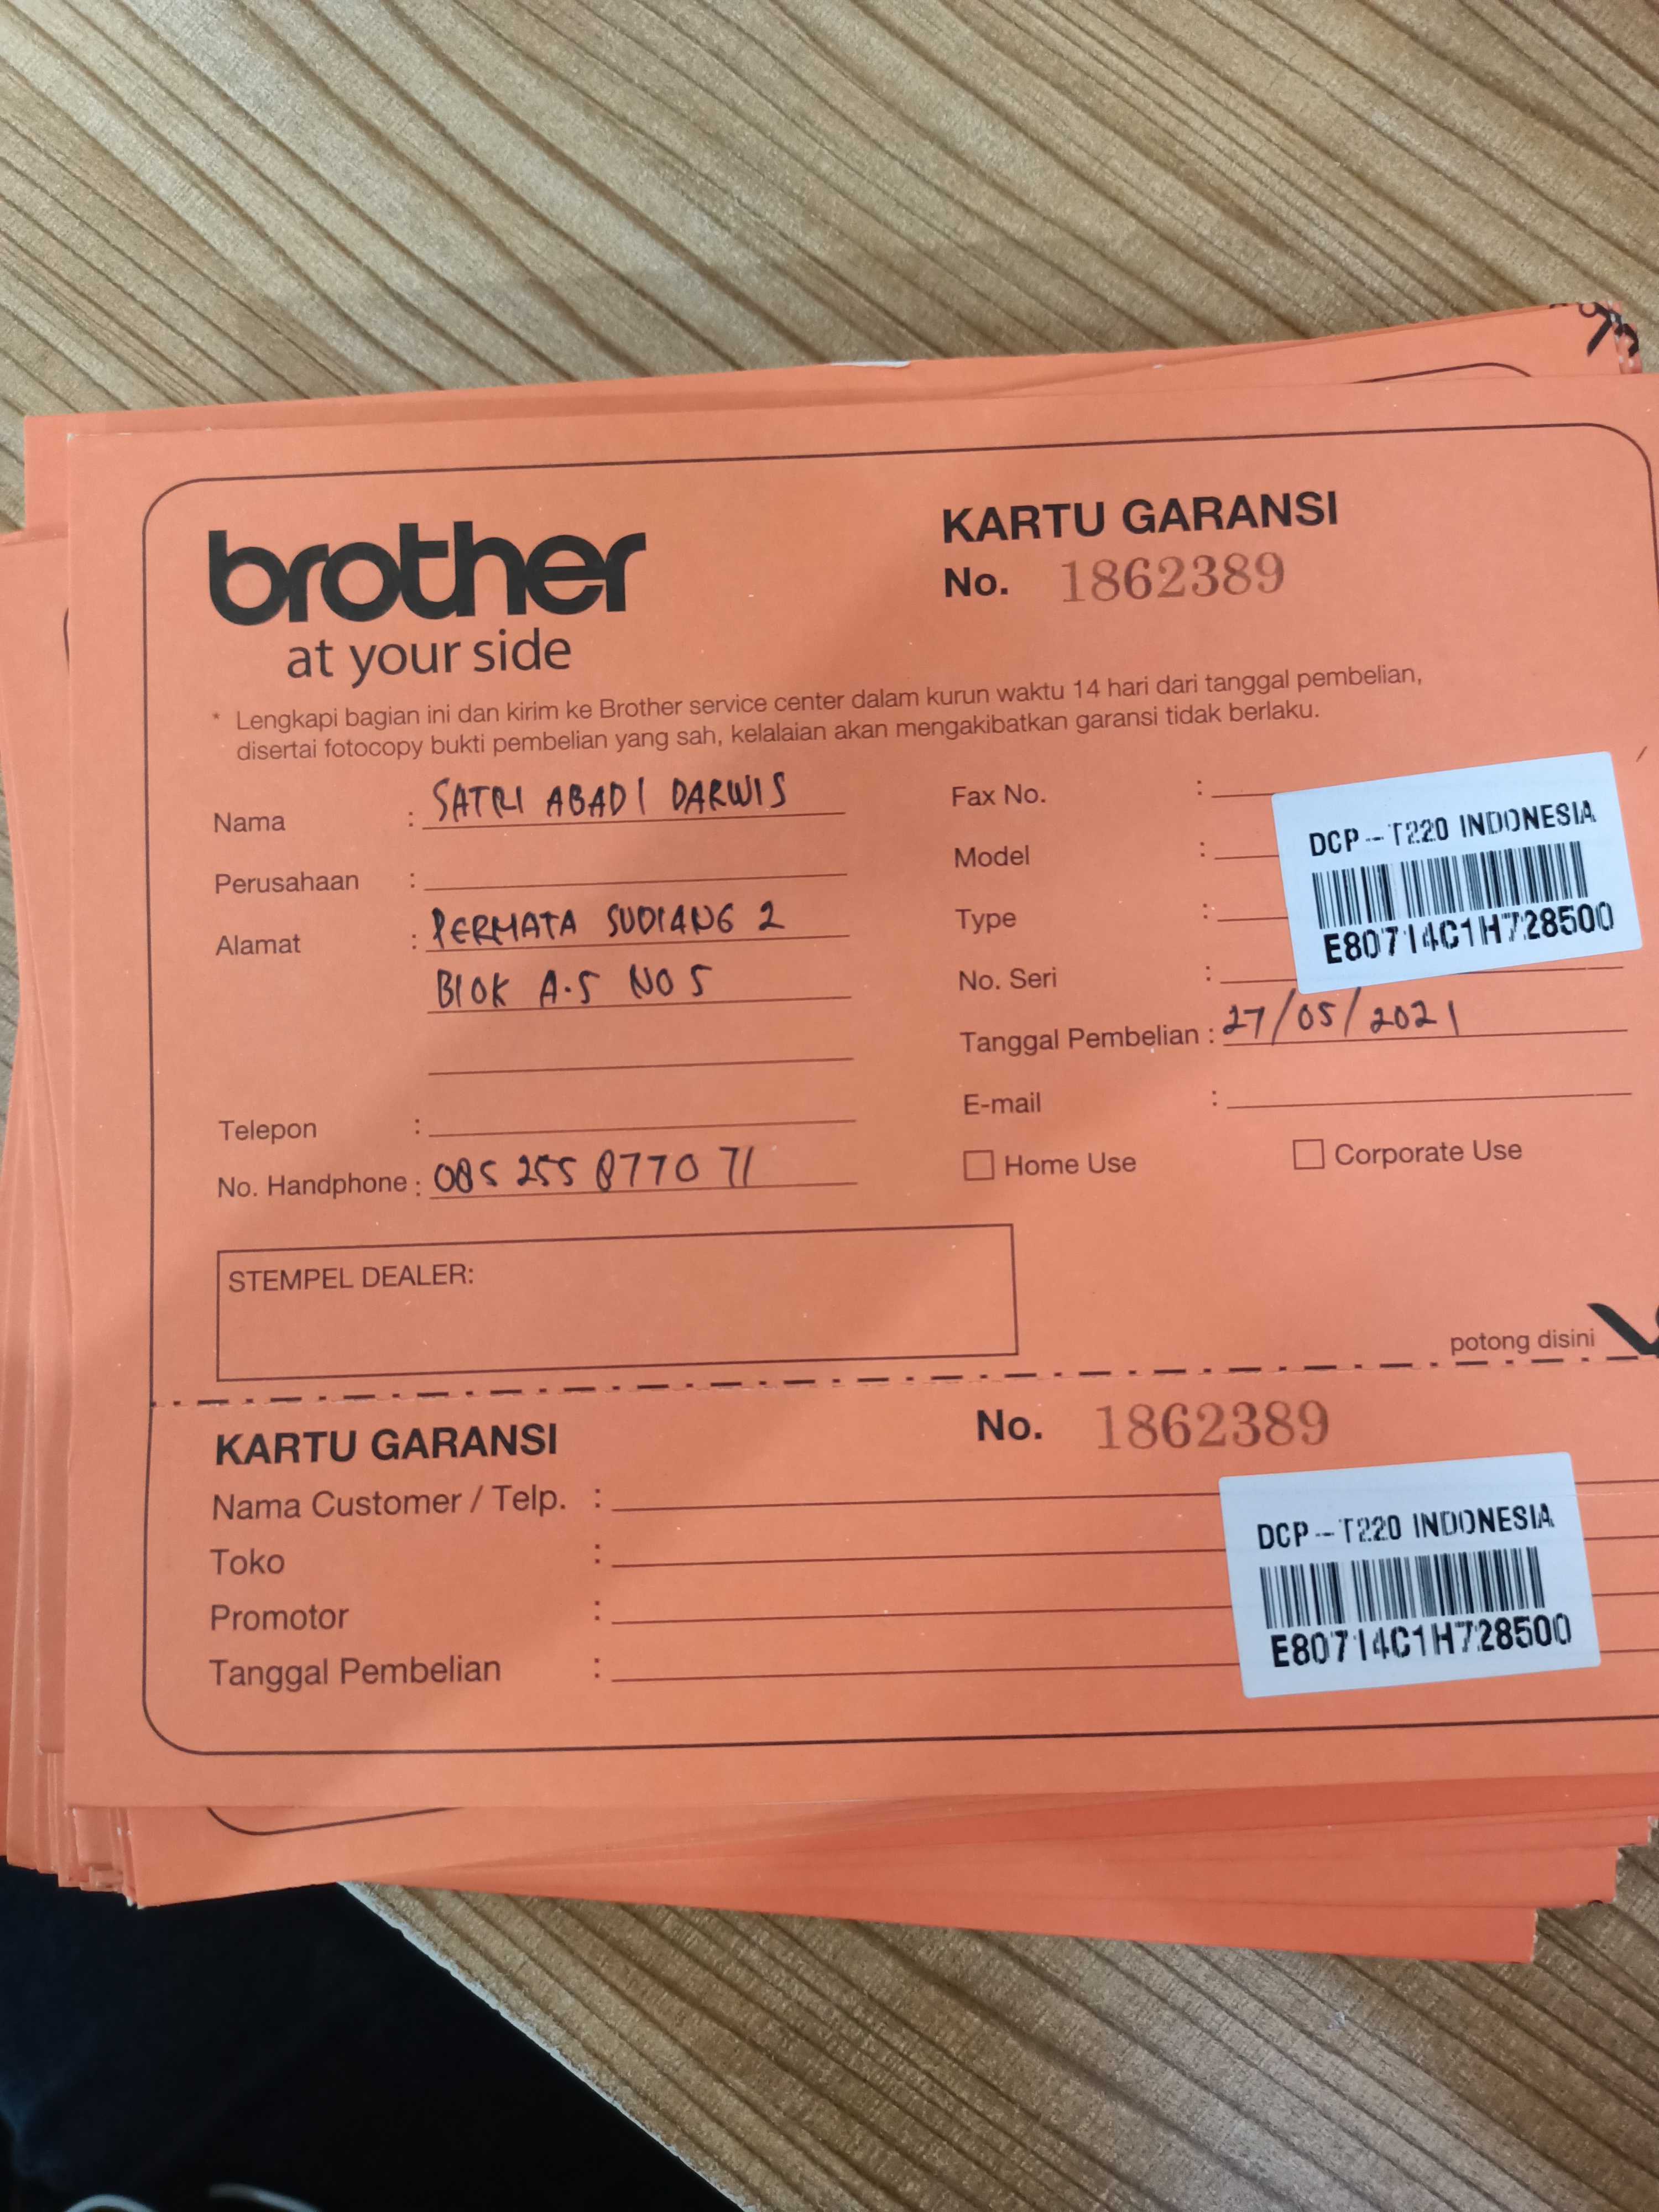 brother
at your side
KARTU GARANSI
No. 1862389
* Lengkapi bagian ini dan kirim ke Brother service center dalam kurun waktu 14 hari dari tanggal pembelian,
disertai fotocopy bukti pembelian yang sah, kelalaian akan mengakibatkan garansi tidak berlaku.
Nama : SATRI ABADI DARWIS
Perusahaan :
Alamat : PERMATA SUDIANG 2
BLOK A.5 NO 5
Telepon :
No. Handphone : 085 255 8770 71
Fax No. :
Model :
Type :
No. Seri :
DCP-T220 INDONESIA
E80714C1H728500
Tanggal Pembelian : 27/05/2021
E-mail :
Home Use
Corporate Use
STEMPEL DEALER:
potong disini
KARTU GARANSI
No. 1862389
Nama Customer / Telp. :
Toko :
Promotor :
Tanggal Pembelian :
DCP-T220 INDONESIA
E80714C1H728500